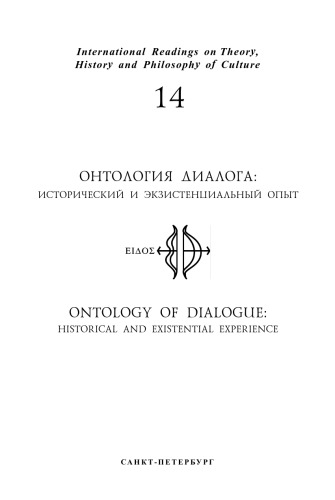 International Readings on Theory,
History and Philosophy of Culture
14
ОНТОЛОГИЯ ДИАЛОГА:
ИСТОРИЧЕСКИЙ И ЭКЗИСТЕНЦИАЛЬНЫЙ ОПЫТ
ΕΙΔΟΣ
ONTOLOGY OF DIALOGUE:
HISTORICAL AND EXISTENTIAL EXPERIENCE
САНКТ-ПЕТЕРБУРГ